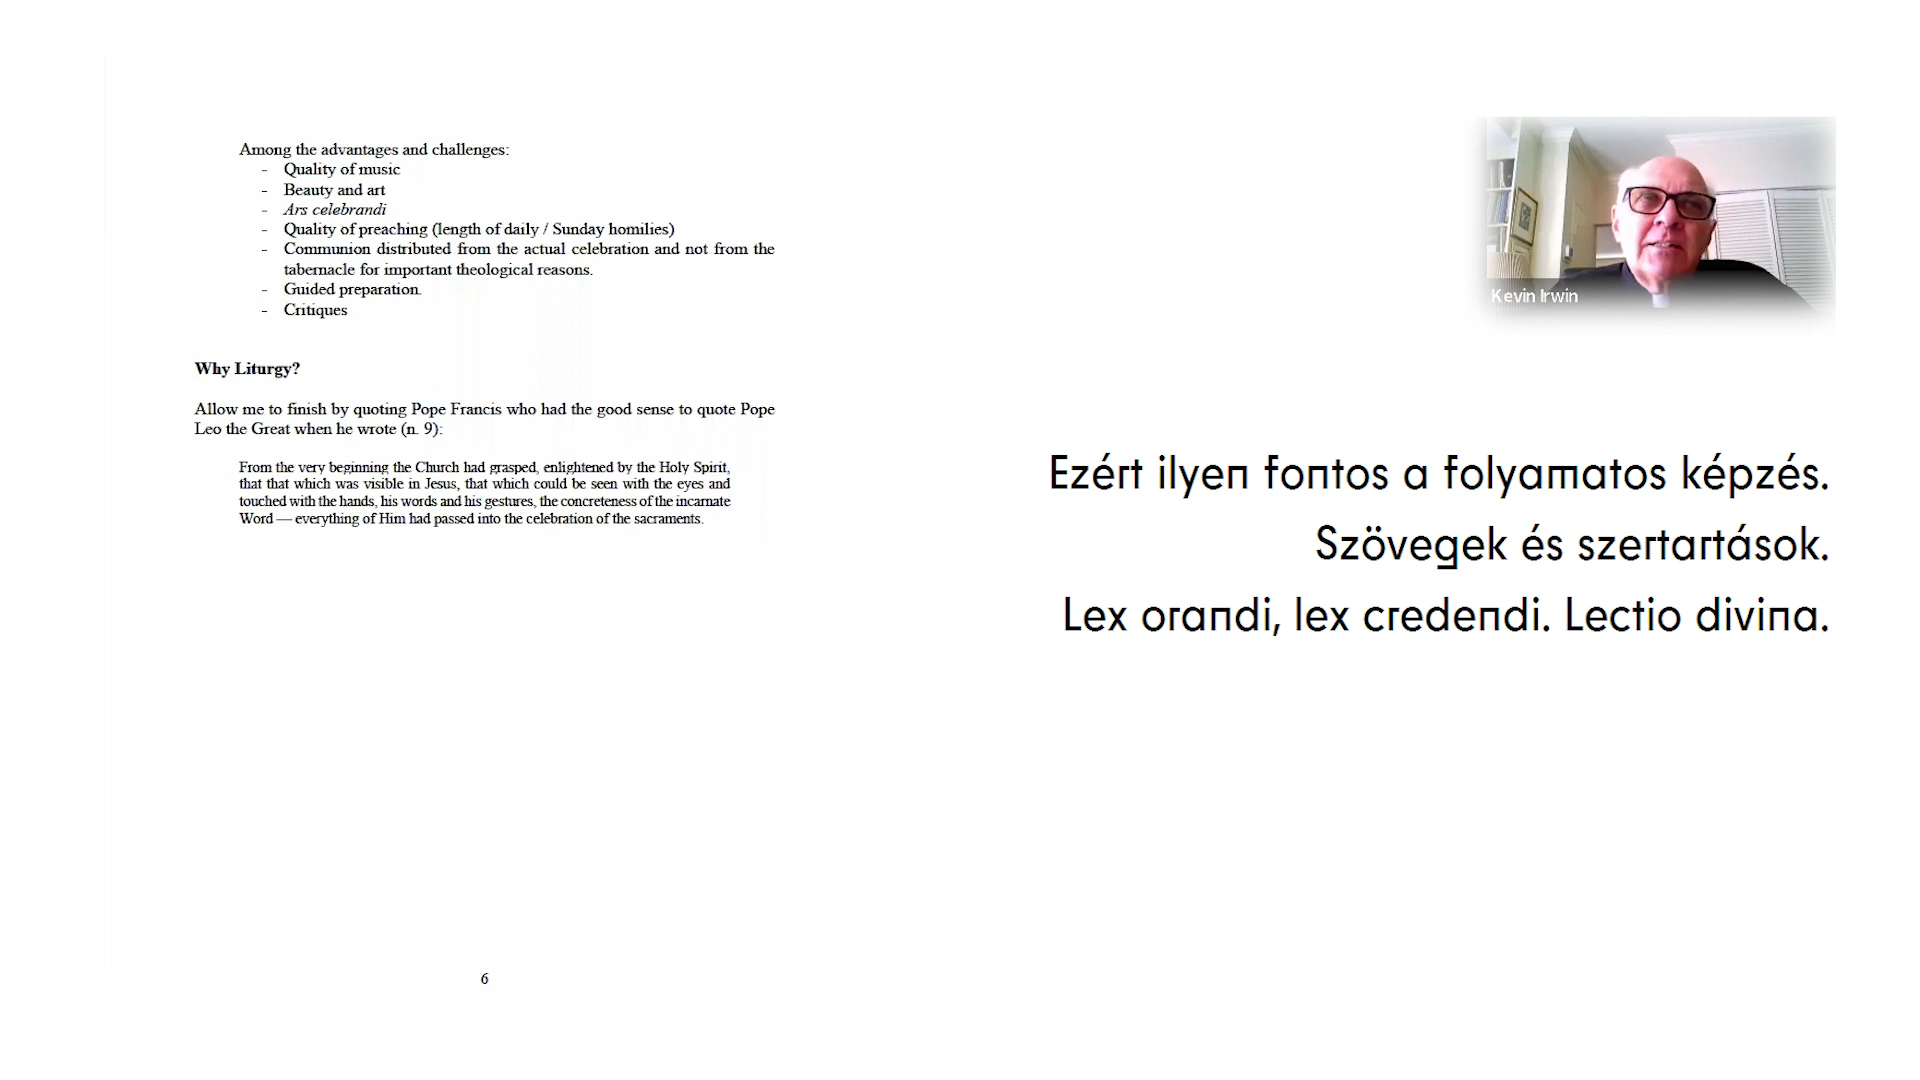 Among the advantages and challenges:
- Quality of music
- Beauty and art
- Ars celebrandi
- Quality of preaching (length of daily / Sunday homilies)
- Communion distributed from the actual celebration and not from the
tabernacle for important theological reasons.
- Guided preparation.
- Critiques
Why Liturgy?
Allow me to finish by quoting Pope Francis who had the good sense to quote Pope
Leo the Great when he wrote (n. 9):
From the very beginning the Church had grasped, enlightened by the Holy Spirit,
that that which was visible in Jesus, that which could be seen with the eyes and
touched with the hands, his words and his gestures, the concreteness of the incarnate
Word — everything of Him had passed into the celebration of the sacraments.
6
Kevin Irwin
Ezért ilyen fontos a folyamatos képzés.
Szövegek és szertartások.
Lex orandi, lex credendi. Lectio divina.